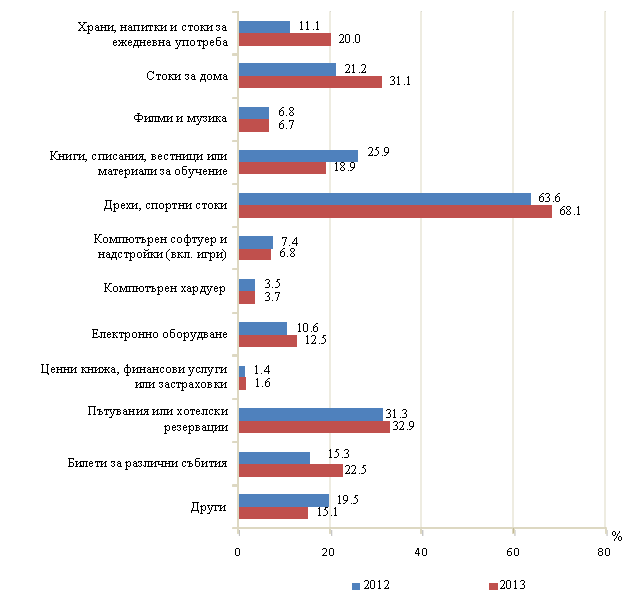 Храни, напитки и стоки за
ежедневна употреба
11.1
20.0
Стоки за дома
21.2
31.1
Филми и музика
6.8
6.7
Книги, списания, вестници или
материали за обучение
25.9
18.9
Дрехи, спортни стоки
63.6
68.1
Компютърен софтуер и
надстройки (вкл. игри)
7.4
6.8
Компютърен хардуер
3.5
3.7
Електронно оборудване
10.6
12.5
Ценни книжа, финансови услуги
или застраховки
1.4
1.6
Пътувания или хотелски
резервации
31.3
32.9
Билети за различни събития
15.3
22.5
Други
19.5
15.1
%
0 20 40 60 80
2012 2013